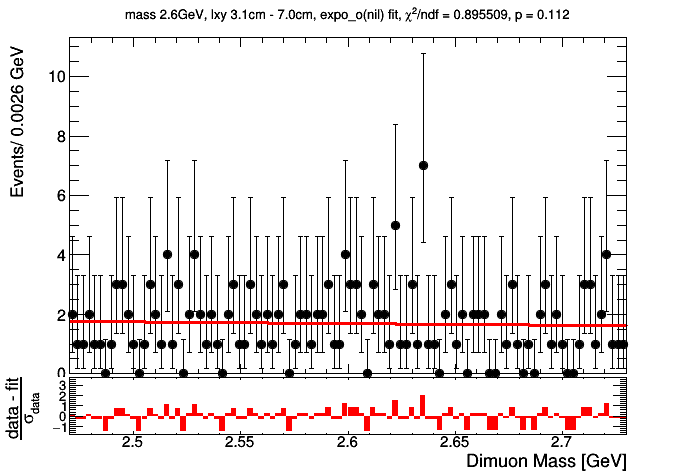 mass 2.6GeV, lxy 3.1cm - 7.0cm, expo_o(nil) fit, χ²/ndf = 0.895509, p = 0.112
Events/ 0.0026 GeV
10
8
6
4
2
0
data - fit
σdata
3
2
1
0
−1
2.5 2.55 2.6 2.65 2.7
Dimuon Mass [GeV]